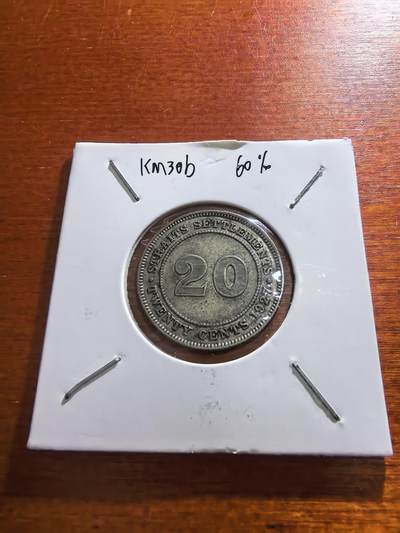 KM30b 60%
STRAITS SETTLEMENTS
20
TWENTY CENTS